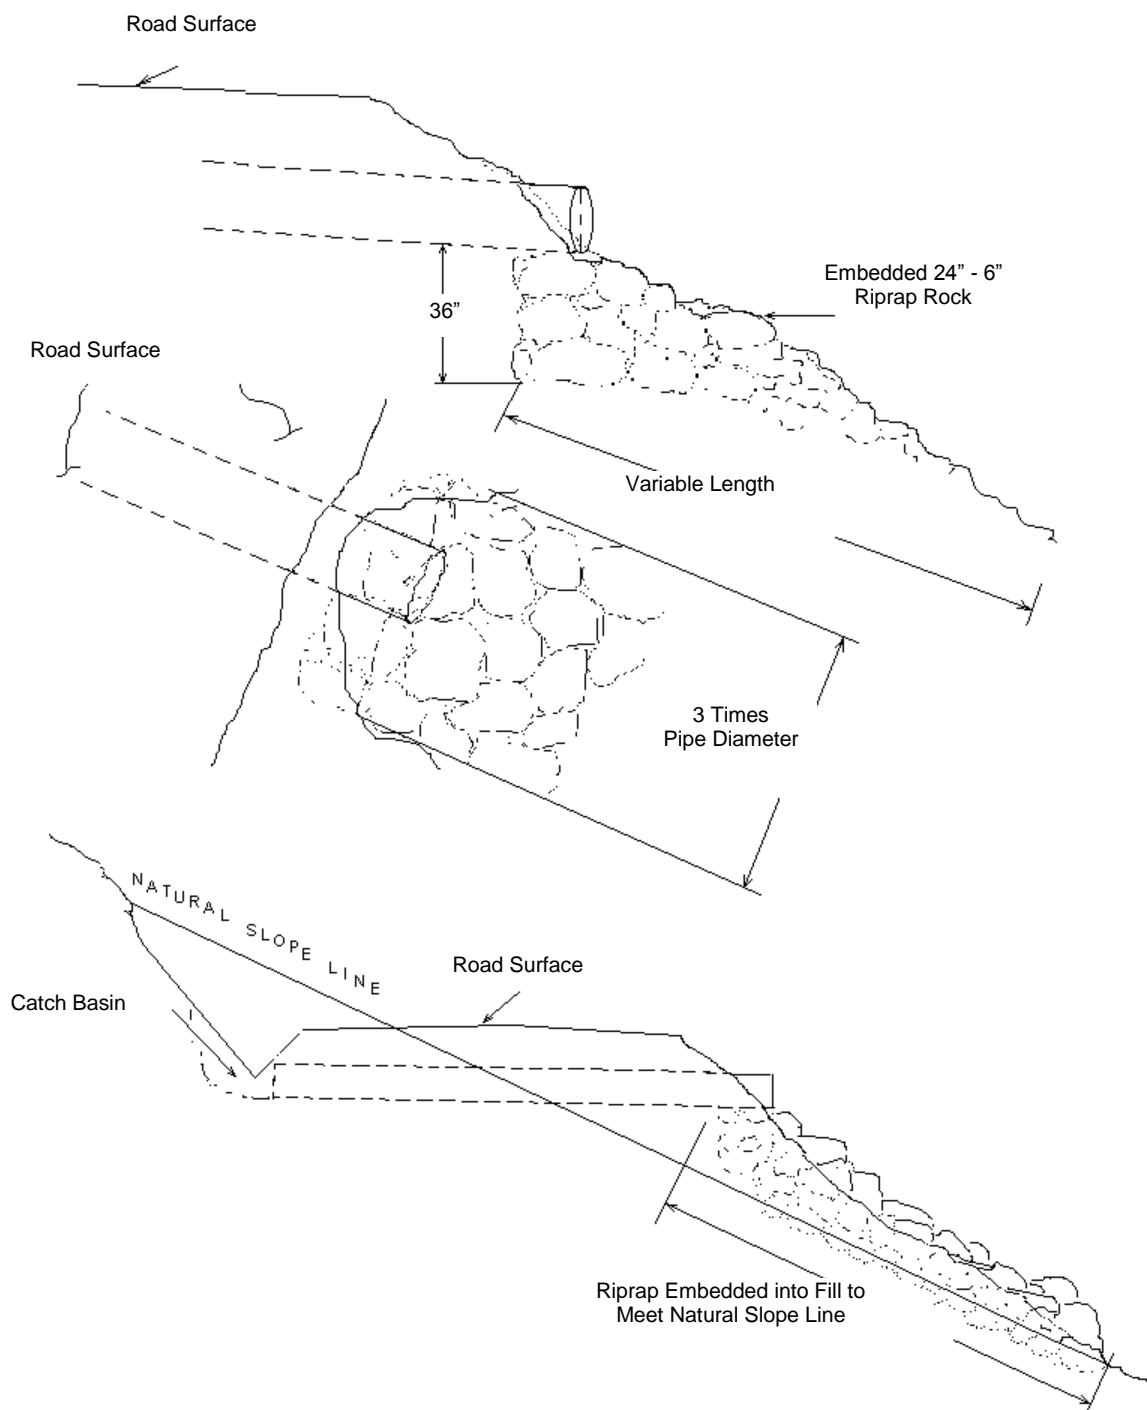 Road Surface
Embedded 24” - 6”
Riprap Rock
36”
Road Surface
Variable Length
3 Times
Pipe Diameter
NATURAL SLOPE LINE
Road Surface
Catch Basin
Riprap Embedded into Fill to
Meet Natural Slope Line